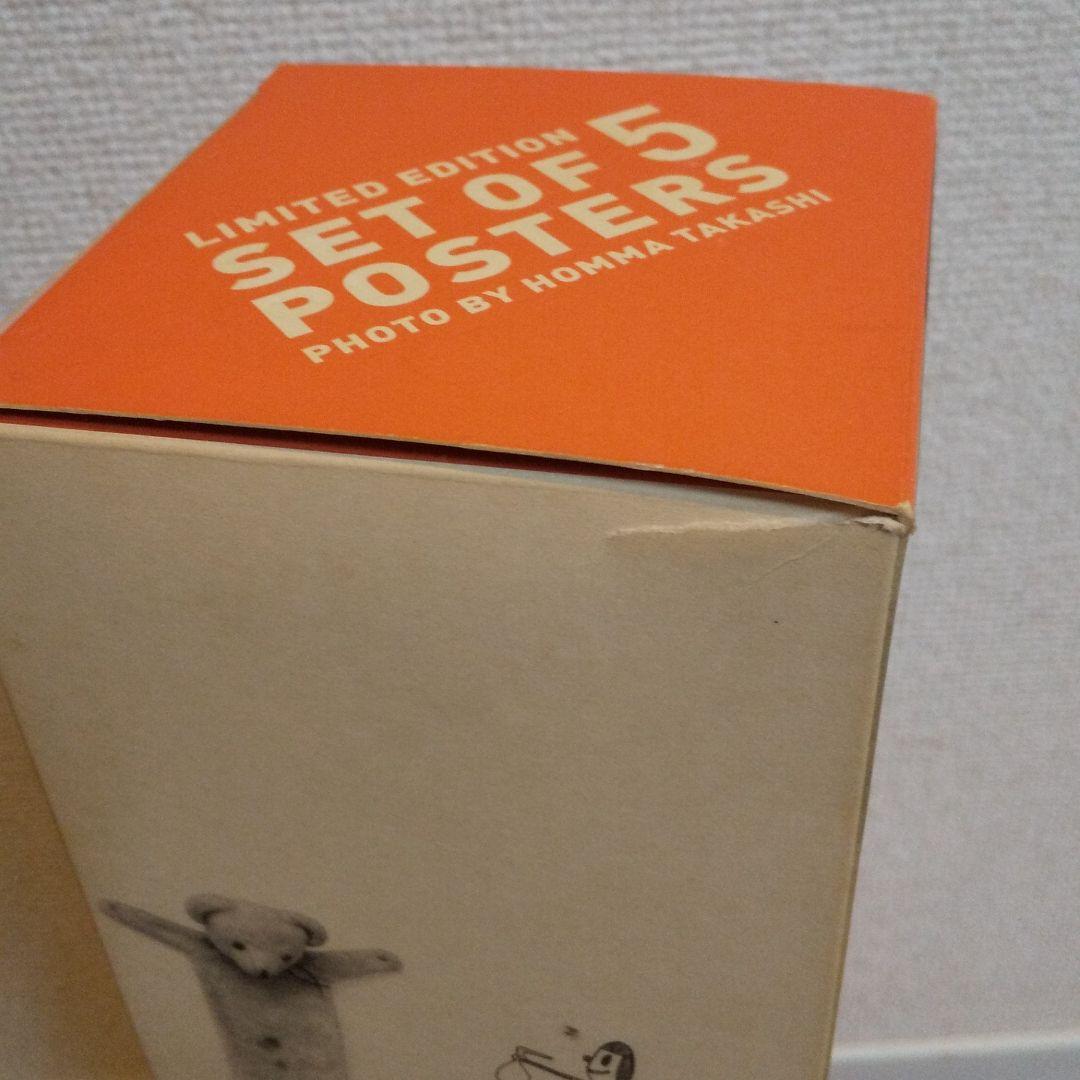 LIMITED EDITION
SET OF 5
POSTERS
PHOTO BY HOMMA TAKASHI